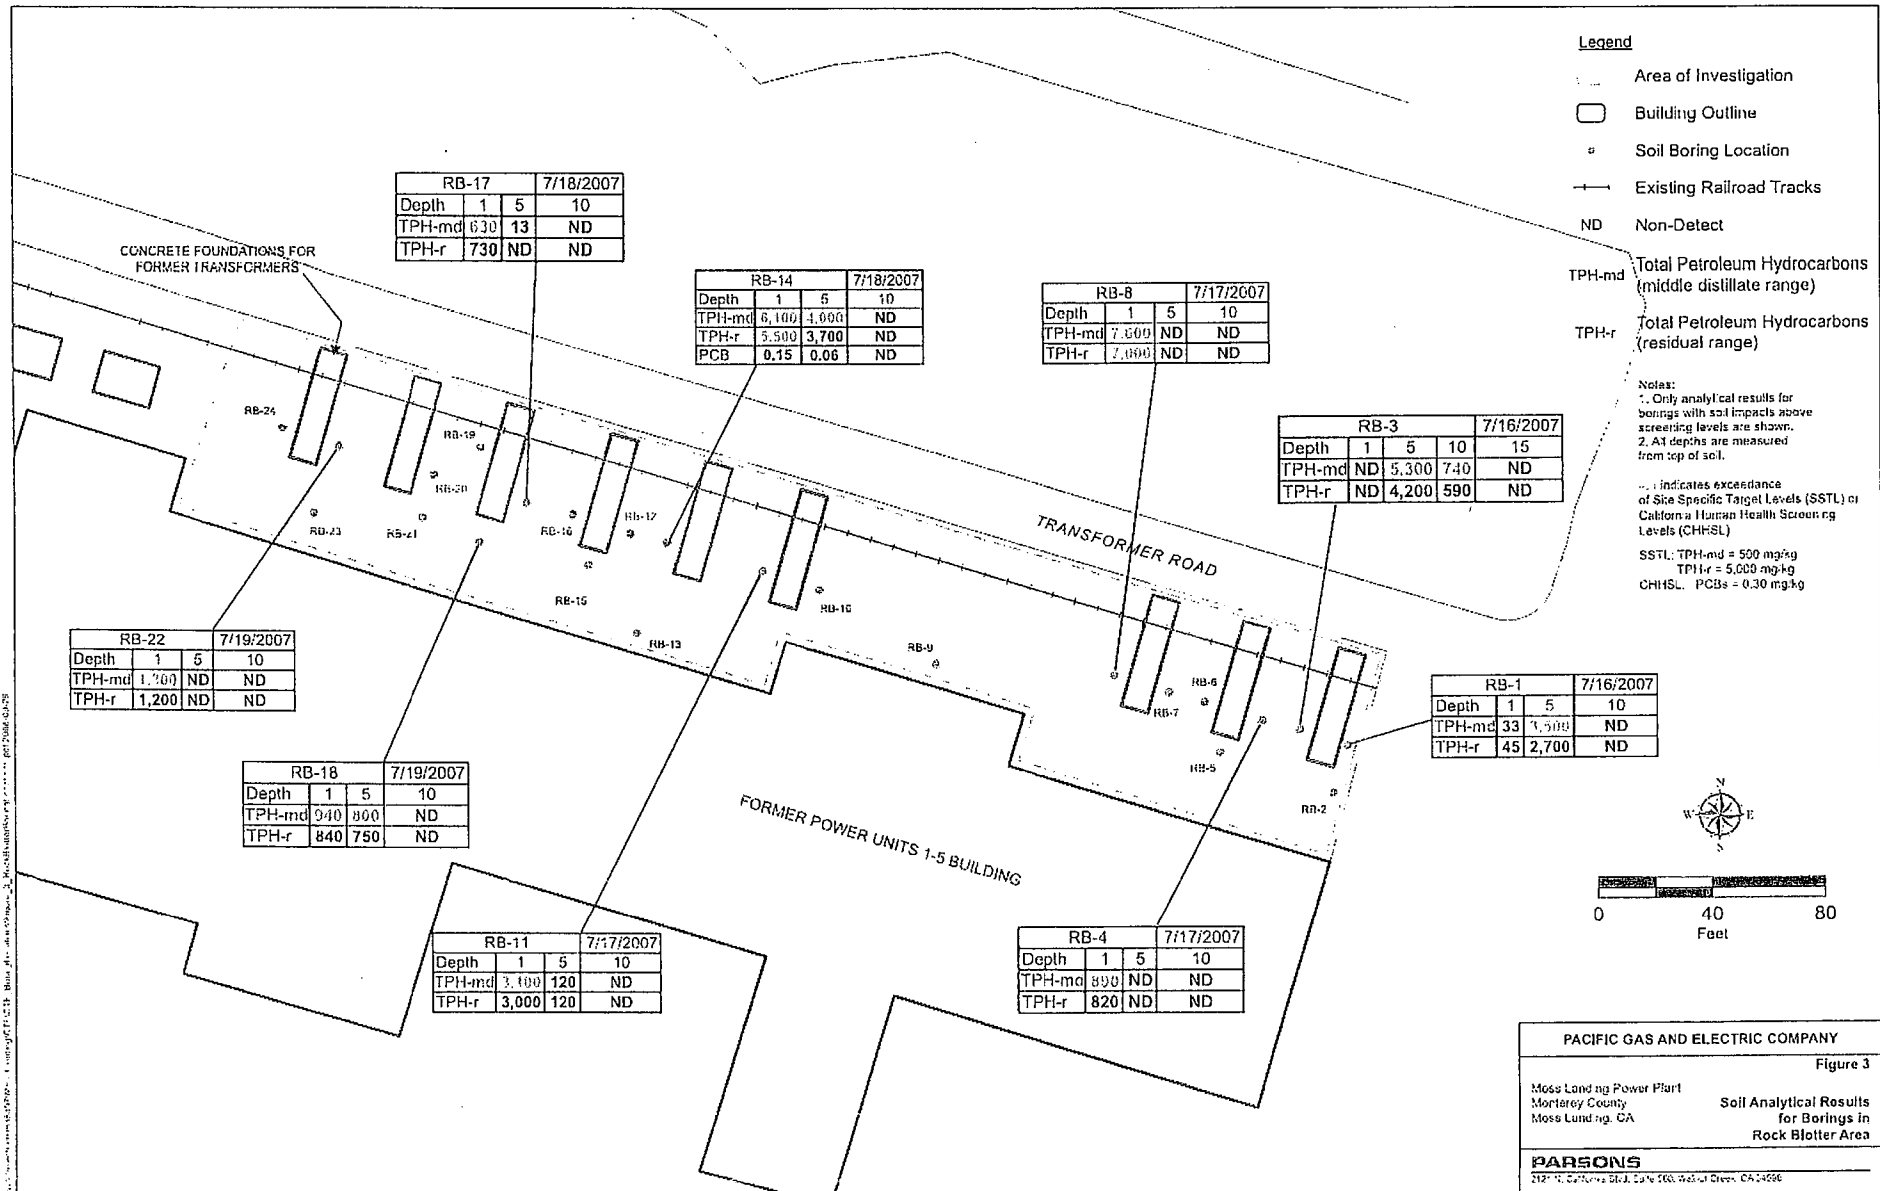 Legend
Area of Investigation
Building Outline
Soil Boring Location
Existing Railroad Tracks
ND Non-Detect
TPH-md Total Petroleum Hydrocarbons
(middle distillate range)
TPH-r Total Petroleum Hydrocarbons
(residual range)
Notes:
1. Only analytical results for
borings with soil impacts above
screening levels are shown.
2. All depths are measured
from top of soil.
indicates exceedance
of Site Specific Target Levels (SSTL) or
California Human Health Screening
Levels (CHHSL)
SSTL: TPH-md = 500 mg/kg
TPH-r = 5,000 mg/kg
CHHSL. PCBs = 0.30 mg/kg
RB-17 7/18/2007
Depth 1 5 10
TPH-md 630 13 ND
TPH-r 730 ND ND
CONCRETE FOUNDATIONS FOR
FORMER TRANSFORMERS
RB-14 7/18/2007
Depth 1 5 10
TPH-md 6,100 4,000 ND
TPH-r 5,500 3,700 ND
PCB 0.15 0.06 ND
RB-8 7/17/2007
Depth 1 5 10
TPH-md 7,600 ND ND
TPH-r 7,000 ND ND
RB-3 7/16/2007
Depth 1 5 10 15
TPH-md ND 5,300 740 ND
TPH-r ND 4,200 590 ND
RB-24
RB-19
RB-20
RB-23
RB-21
RB-16
RB-12
RB-15
RB-13
RB-10
RB-9
RB-6
RB-7
RB-5
RB-2
TRANSFORMER ROAD
RB-22 7/19/2007
Depth 1 5 10
TPH-md ND ND
TPH-r 1,200 ND ND
RB-1 7/16/2007
Depth 1 5 10
TPH-md 33 3,500 ND
TPH-r 45 2,700 ND
RB-18 7/19/2007
Depth 1 5 10
TPH-md 940 800 ND
TPH-r 840 750 ND
FORMER POWER UNITS 1-5 BUILDING
RB-11 7/17/2007
Depth 1 5 10
TPH-md 3,100 120 ND
TPH-r 3,000 120 ND
RB-4 7/17/2007
Depth 1 5 10
TPH-md 890 ND ND
TPH-r 820 ND ND
N
W E
S
0 40 80
Feet
PACIFIC GAS AND ELECTRIC COMPANY
Figure 3
Moss Landing Power Plant
Monterey County
Moss Landing, CA
Soil Analytical Results
for Borings in
Rock Blotter Area
PARSONS
2121 N. California Blvd, Suite 500, Walnut Creek, CA 94596